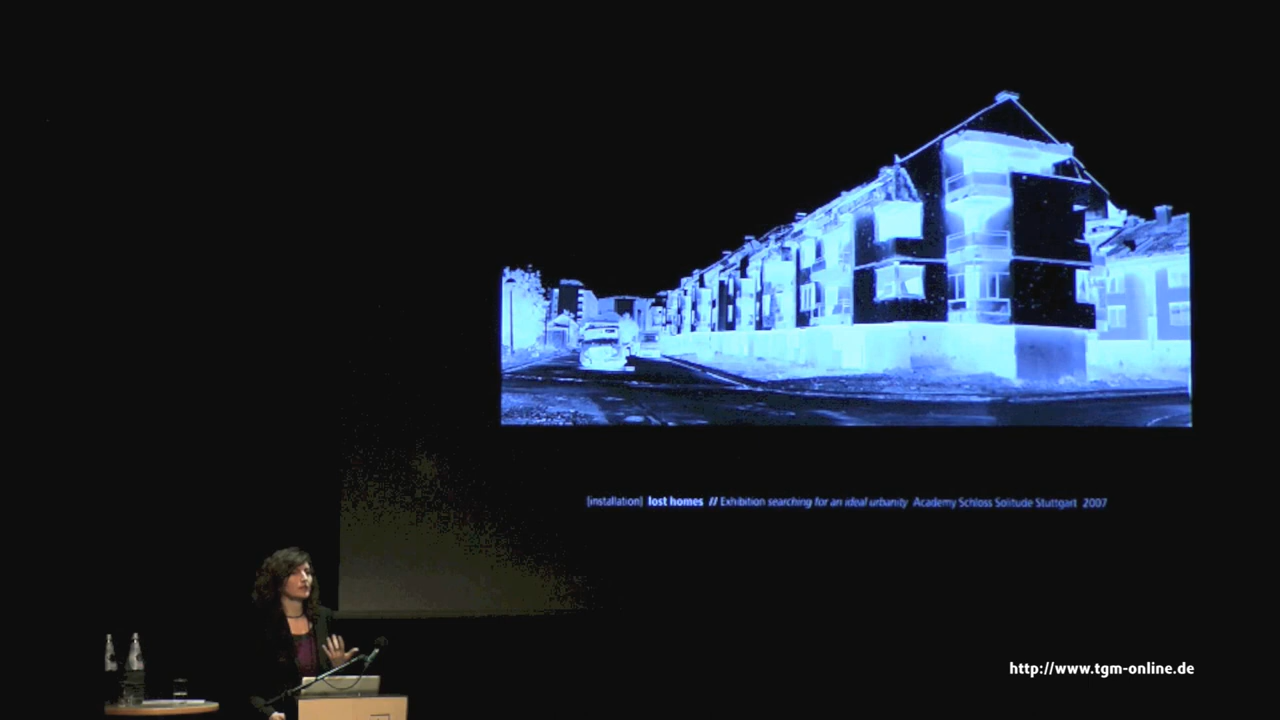 [installation] lost homes // Exhibition searching for an ideal urbanity Academy Schloss Solitude Stuttgart 2007
http://www.tgm-online.de